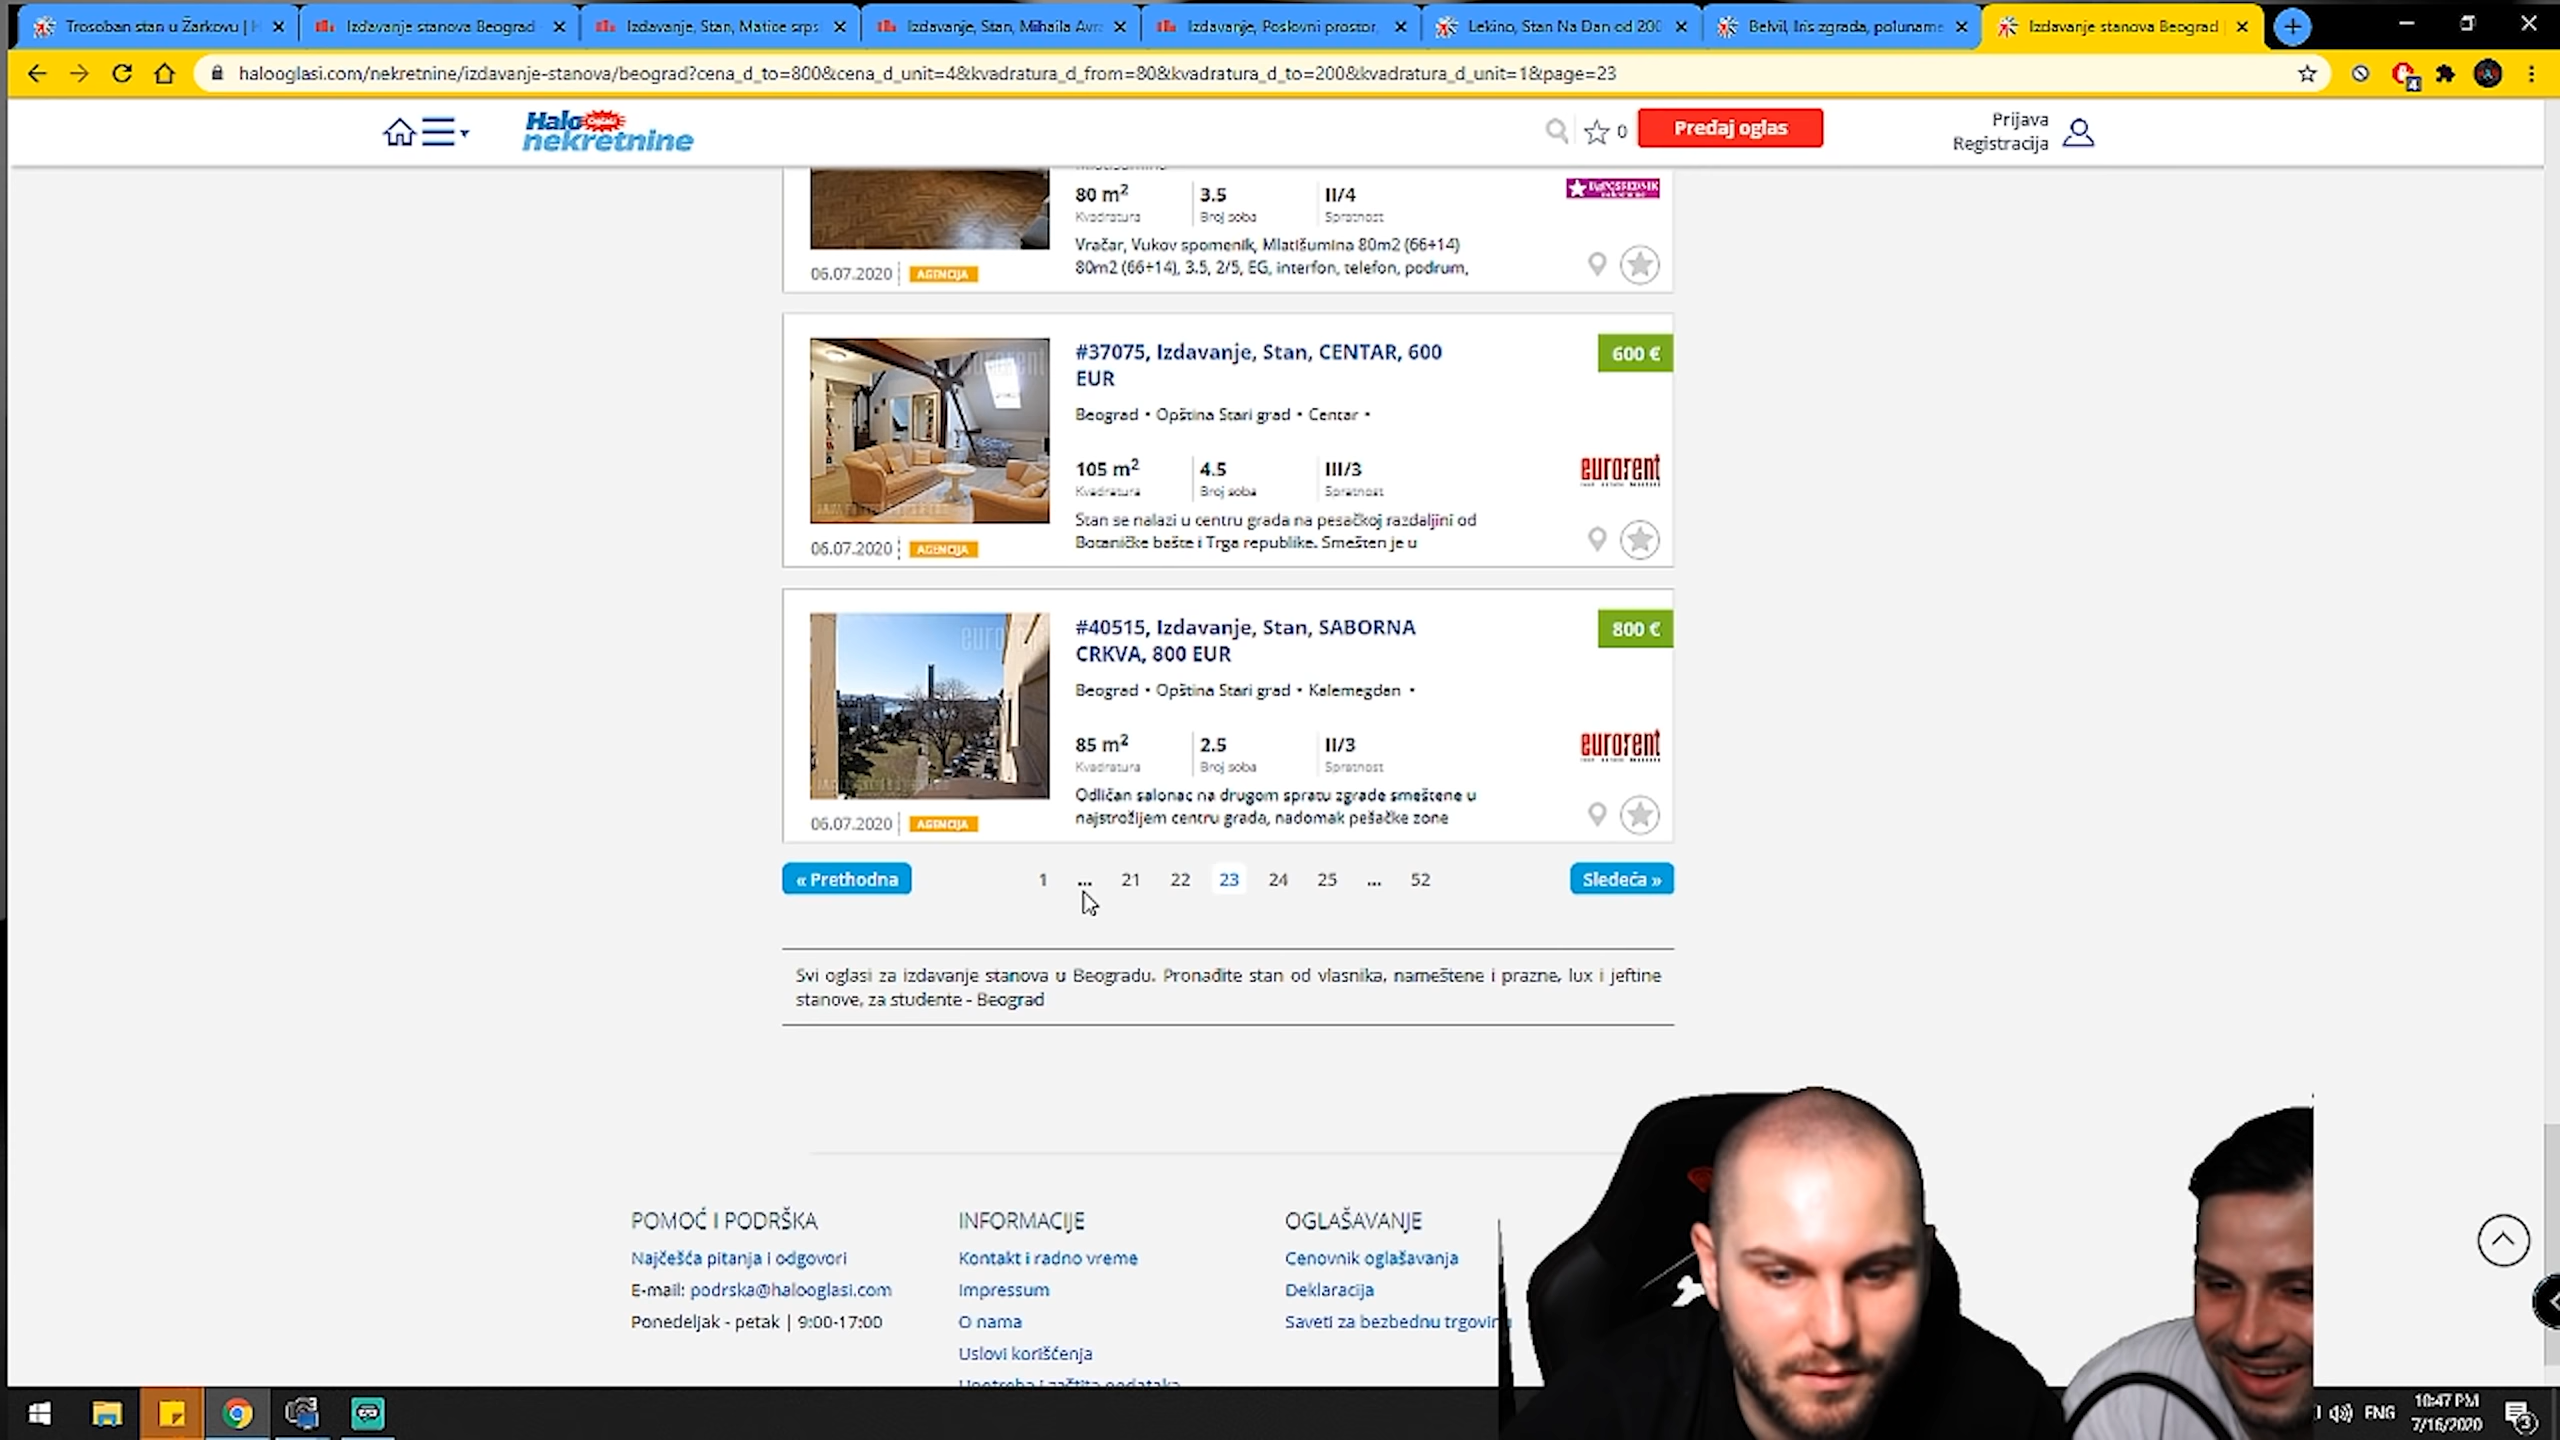 Trosoban stan u Žarkovu | H
Izdavanje stanova Beograd
Izdavanje, Stan, Matice srps
Izdavanje, Stan, Mihaila Avra
Izdavanje, Poslovni prostor,
Lekino, Stan Na Dan od 200
Belvil, Iris zgrada, polunamе
Izdavanje stanova Beograd |
halooglasi.com/nekretnine/izdavanje-stanova/beograd?cena_d_to=800&cena_d_unit=4&kvadratura_d_from=80&kvadratura_d_to=200&kvadratura_d_unit=1&page=23
4
Halo oglasi
nekretnine
0
Predaj oglas
Prijava
Registracija
80 m² 3.5 II/4
Kvadratura Broj soba Spratnost
Vračar, Vukov spomenik, Mlatišumina 80m2 (66+14)
80m2 (66+14), 3.5, 2/5, EG, interfon, telefon, podrum,
06.07.2020 AGENCIJA
#37075, Izdavanje, Stan, CENTAR, 600
EUR
600 €
Beograd • Opština Stari grad • Centar •
105 m² 4.5 III/3
Kvadratura Broj soba Spratnost
eurorent
Stan se nalazi u centru grada na pesačkoj razdaljini od
Botaničke bašte i Trga republike. Smešten je u
06.07.2020 AGENCIJA
#40515, Izdavanje, Stan, SABORNA
CRKVA, 800 EUR
800 €
Beograd • Opština Stari grad • Kalemegdan •
85 m² 2.5 II/3
Kvadratura Broj soba Spratnost
eurorent
Odličan salonac na drugom spratu zgrade smeštene u
najstrožijem centru grada, nadomak pešačke zone
06.07.2020 AGENCIJA
« Prethodna 1 ... 21 22 23 24 25 ... 52 Sledeća »
Svi oglasi za izdavanje stanova u Beogradu. Pronađite stan od vlasnika, nameštene i prazne, lux i jeftine
stanove, za studente - Beograd
POMOĆ I PODRŠKA
Najčešća pitanja i odgovori
E-mail: podrska@halooglasi.com
Ponedeljak - petak | 9:00-17:00
INFORMACIJE
Kontakt i radno vreme
Impressum
O nama
Uslovi korišćenja
Upotreba i zaštita podataka
OGLAŠAVANJE
Cenovnik oglašavanja
Deklaracija
Saveti za bezbednu trgovin
ENG
10:47 PM
7/16/2020
3